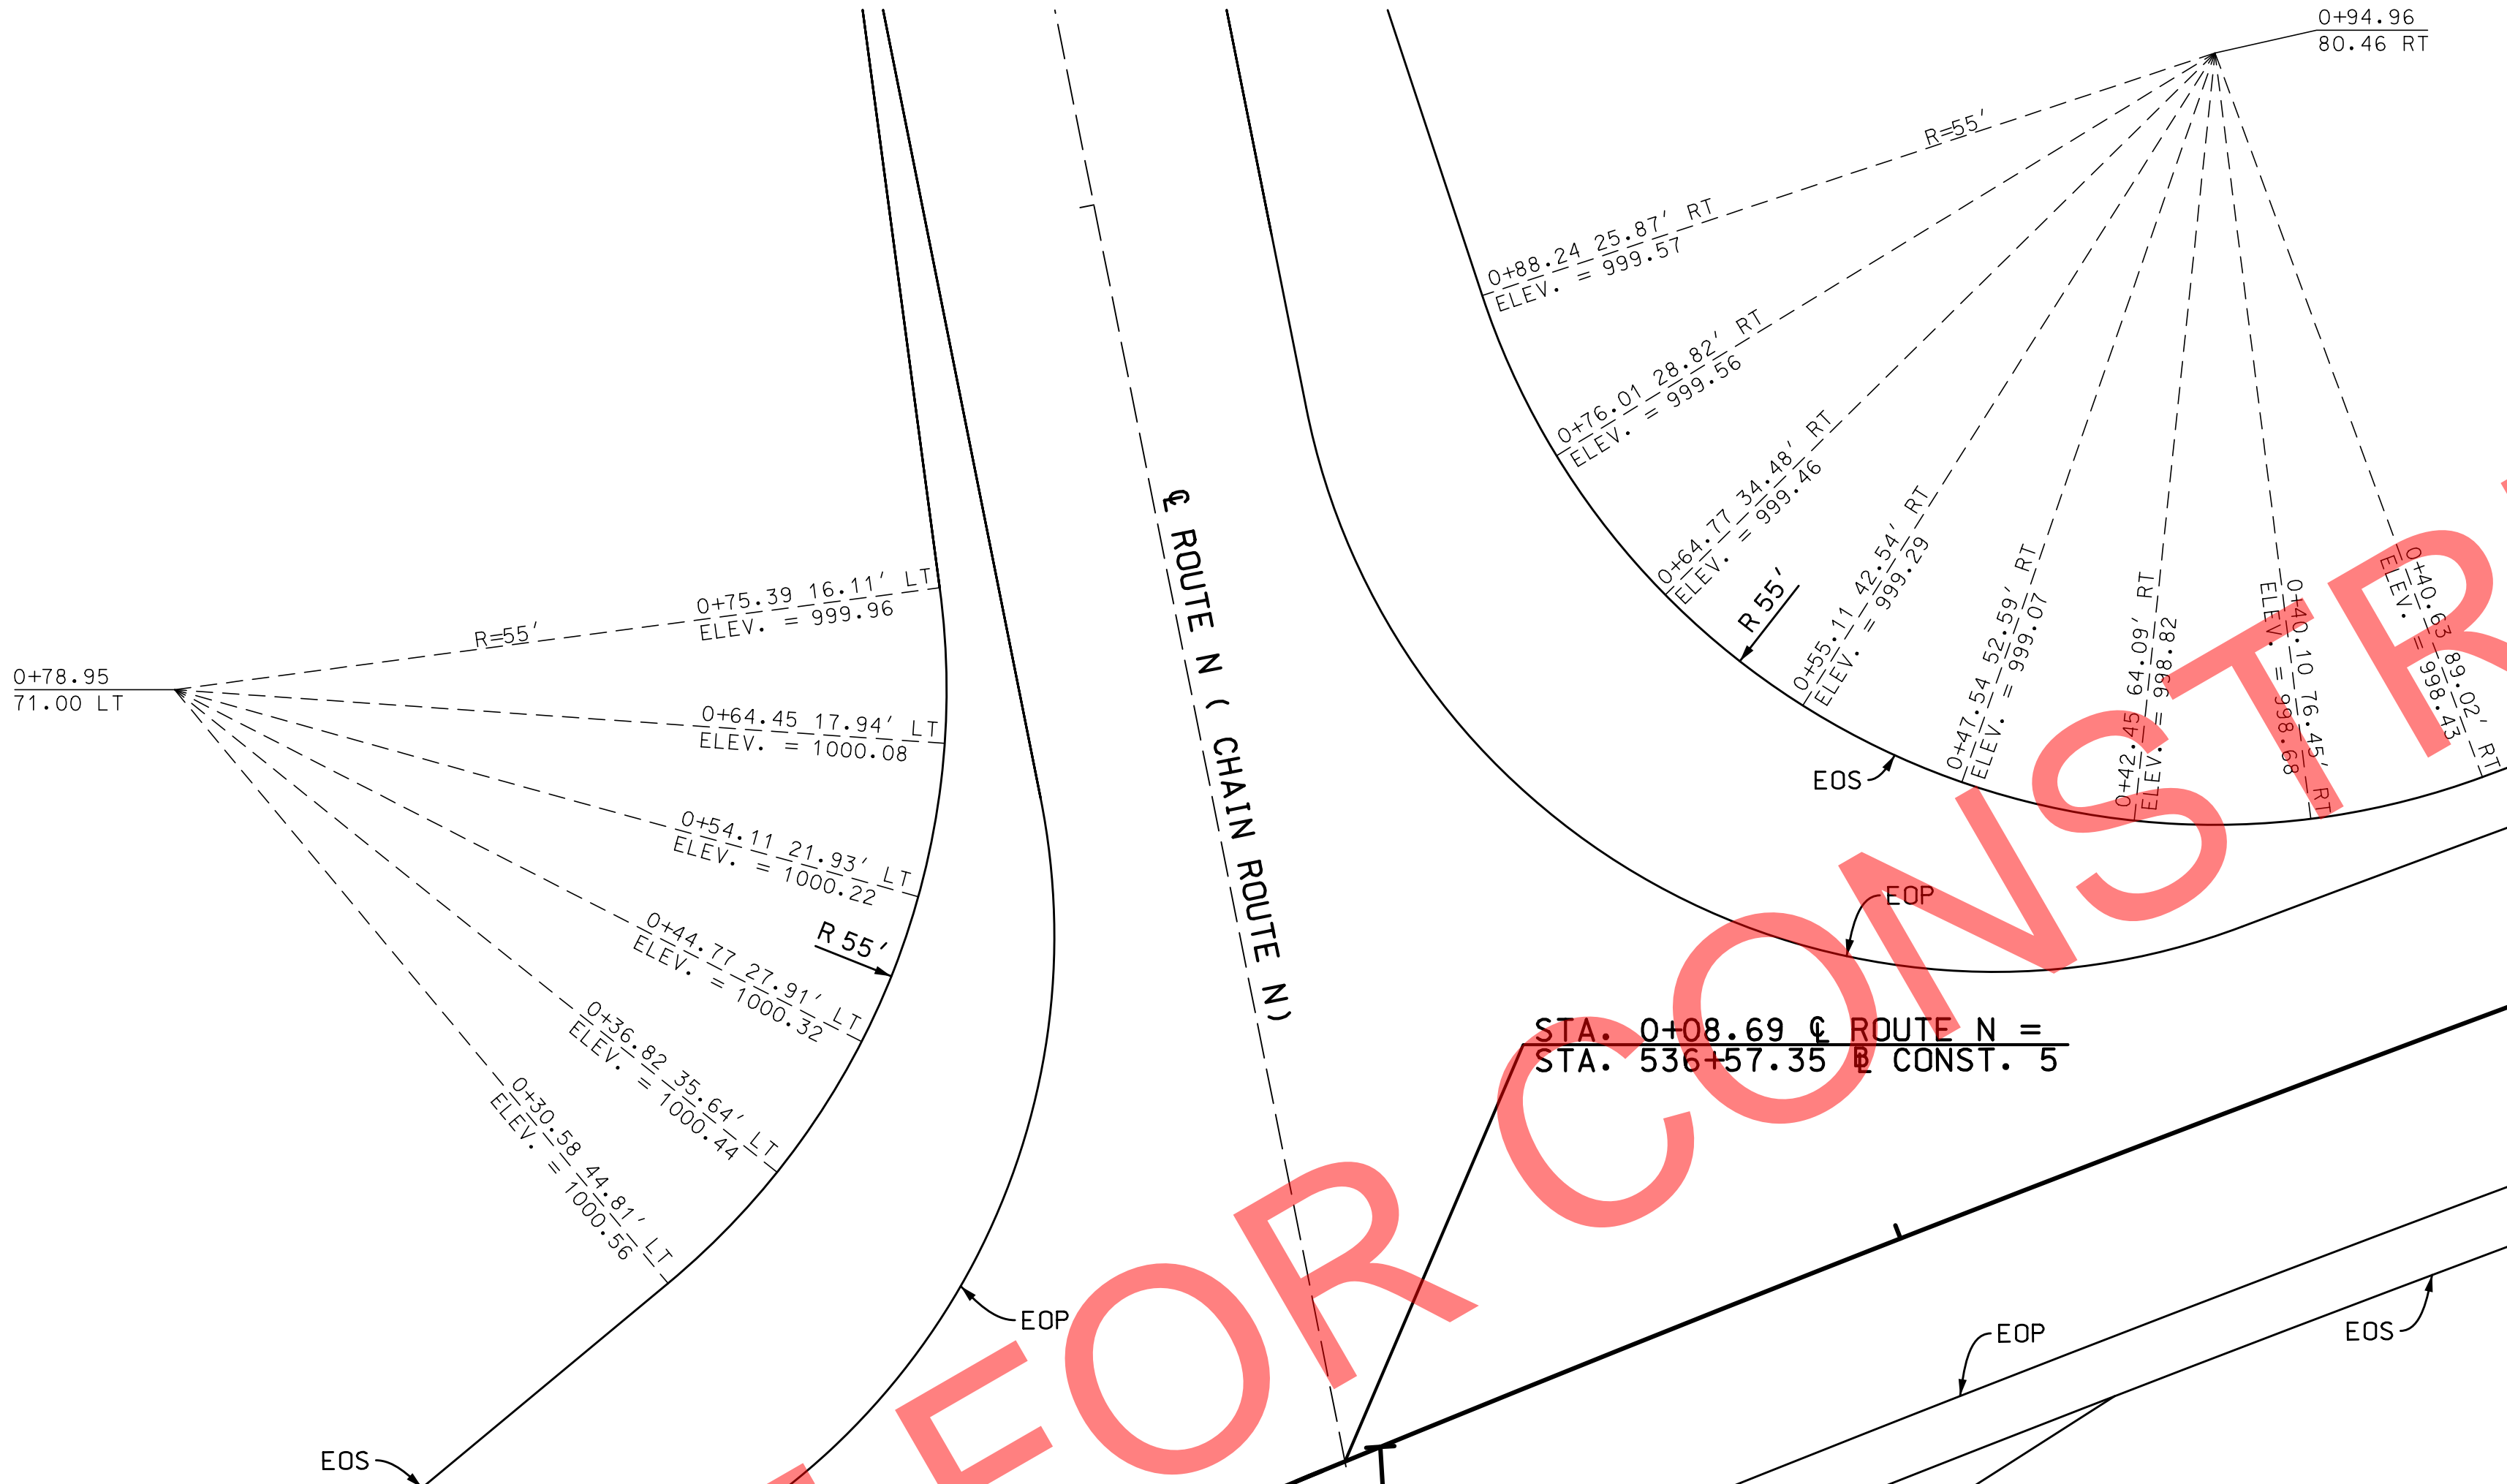 0+94.96
80.46 RT
R=55'
0+88.24 25.87' RT
ELEV. = 999.57
0+76.01 28.82' RT
ELEV. = 999.56
0+64.77 34.48' RT
ELEV. = 999.46
0+55.11 42.54' RT
ELEV. = 999.29
0+47.54 52.59' RT
ELEV. = 999.07
0+42.45 64.09' RT
ELEV. = 998.82
0+40.10 76.45' RT
ELEV. = 998.68
0+40.63 89.02' RT
ELEV. = 998.43
R 55'
EOS
EOP
℄ ROUTE N ( CHAIN ROUTE N)
0+78.95
71.00 LT
R=55'
0+75.39 16.11' LT
ELEV. = 999.96
0+64.45 17.94' LT
ELEV. = 1000.08
0+54.11 21.93' LT
ELEV. = 1000.22
0+44.77 27.91' LT
ELEV. = 1000.32
0+36.82 35.64' LT
ELEV. = 1000.44
0+30.58 44.81' LT
ELEV. = 1000.56
R 55'
STA. 0+08.69 ℄ ROUTE N =
STA. 536+57.35 BL CONST. 5
EOP
EOP
EOS
EOS
FOR CONSTR